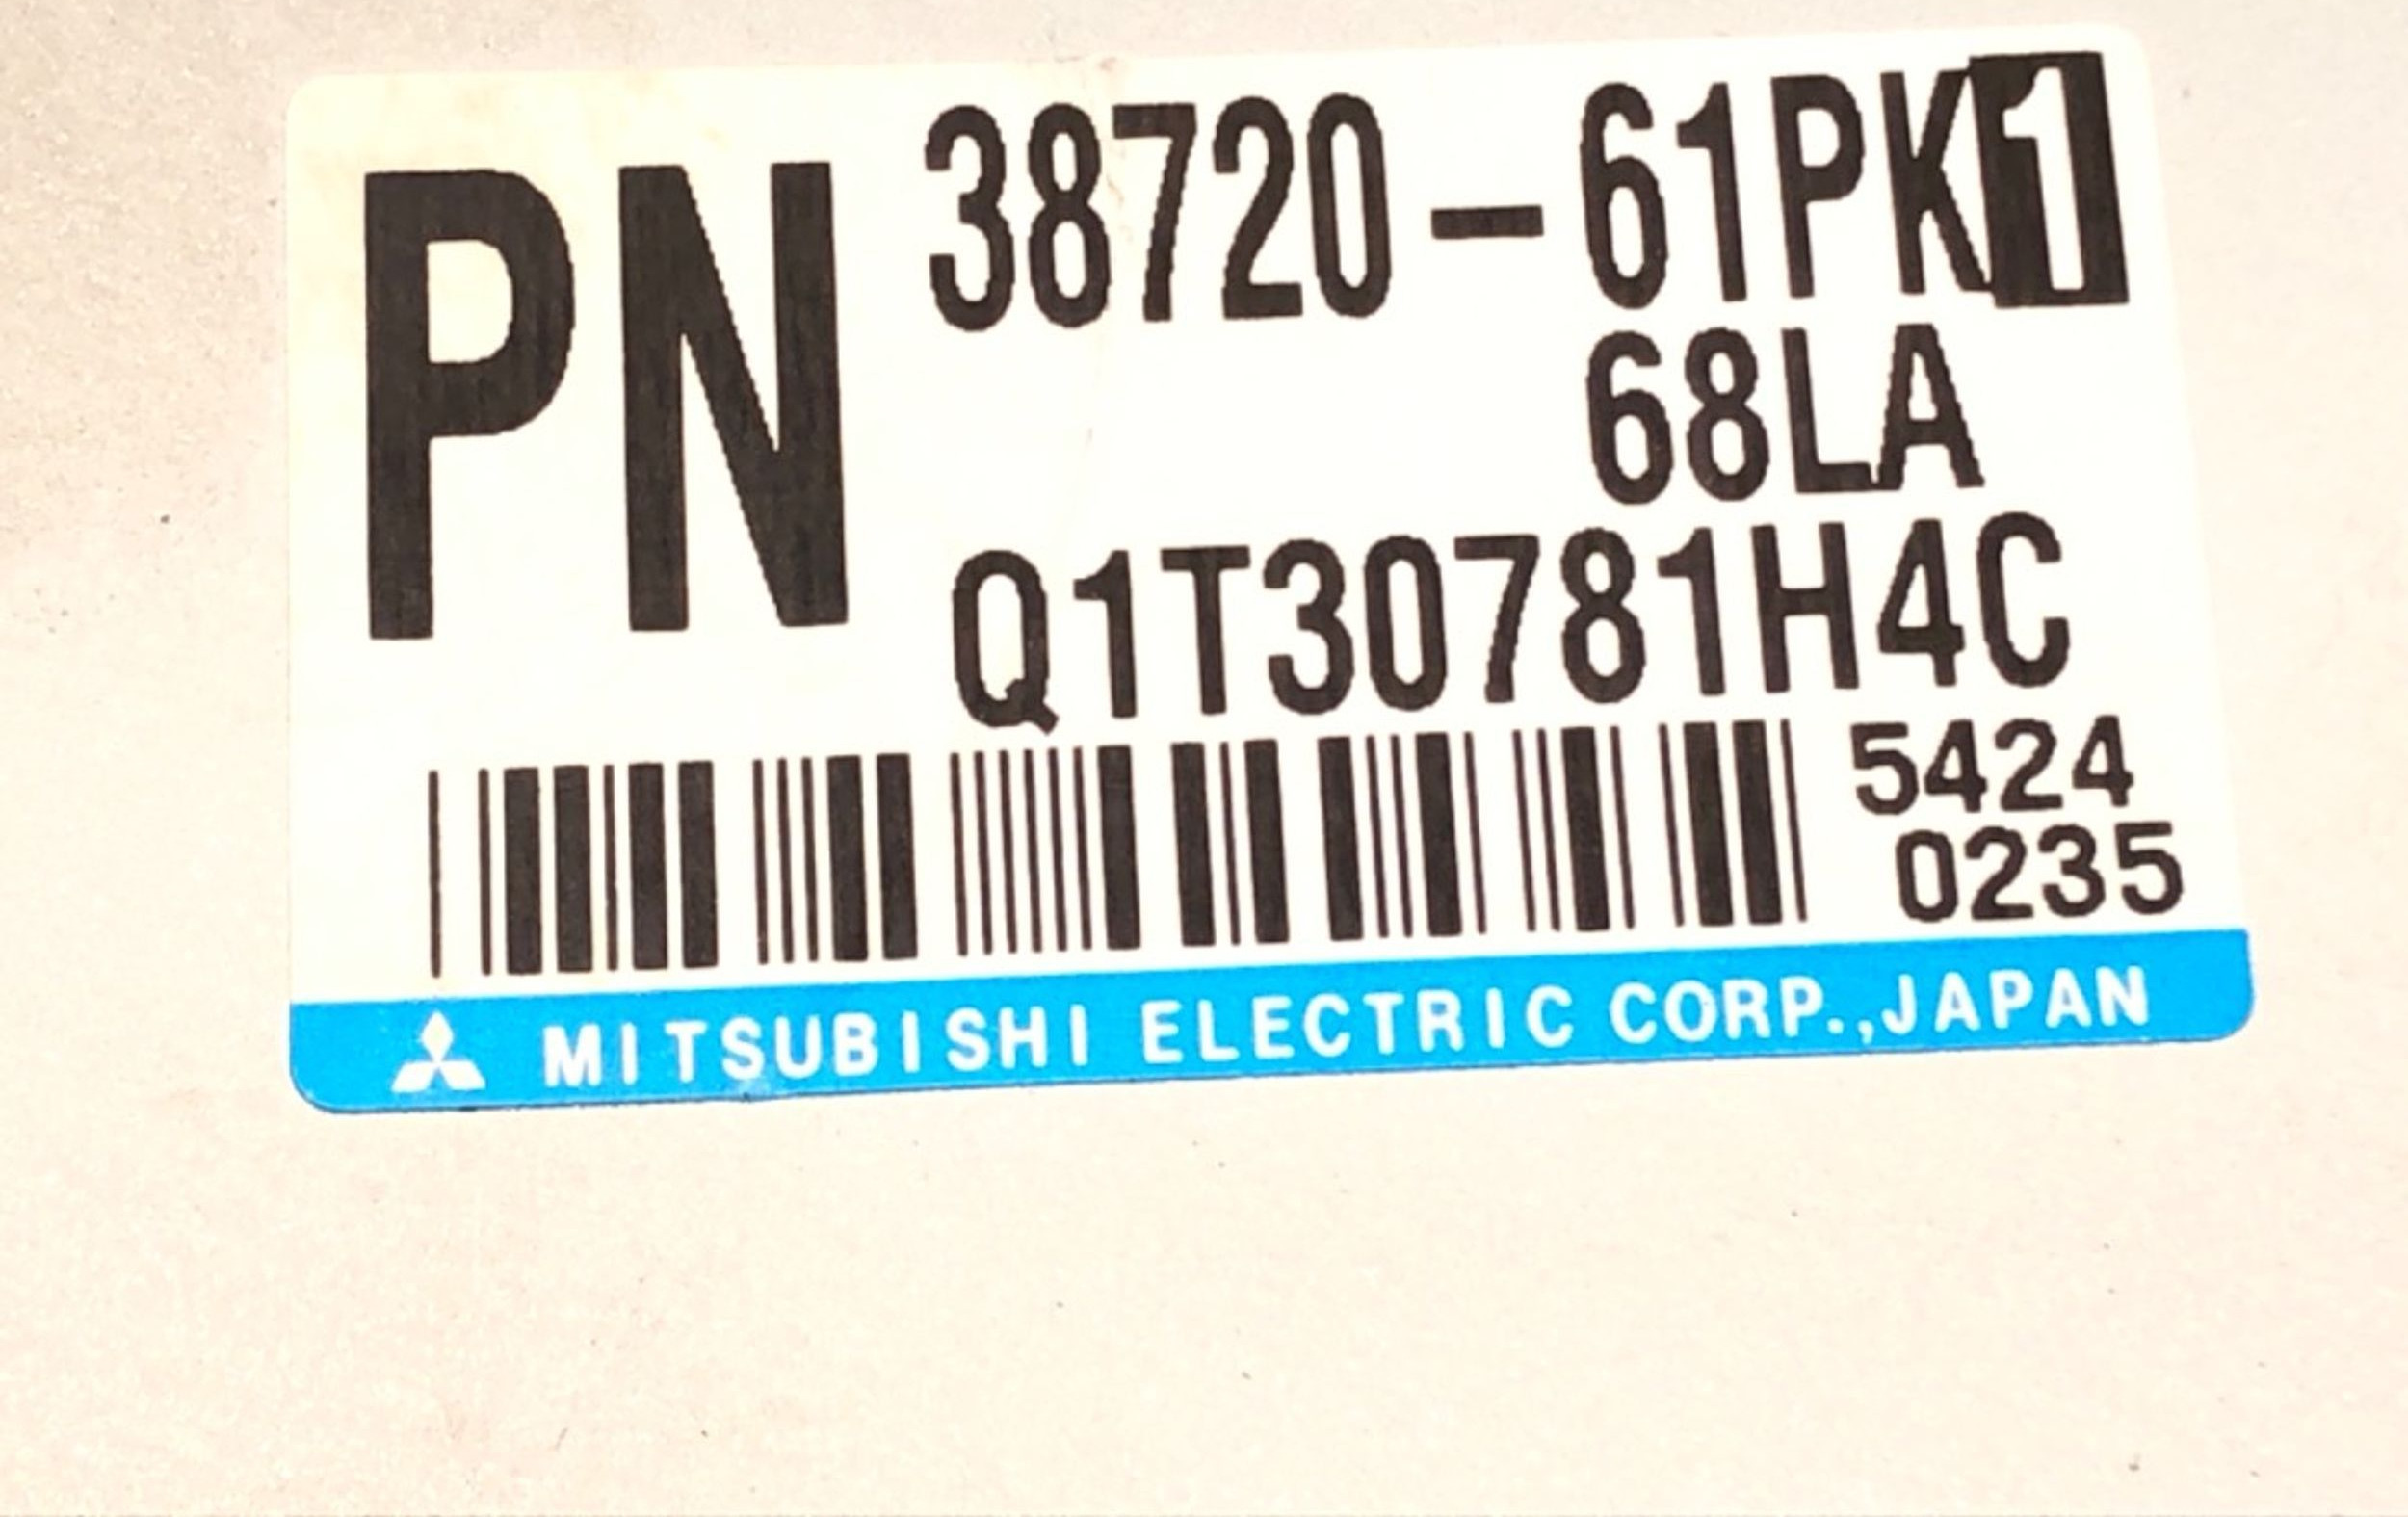 PN
38720-61PK1
68LA
Q1T30781H4C
5424
0235
MITSUBISHI ELECTRIC CORP.,JAPAN